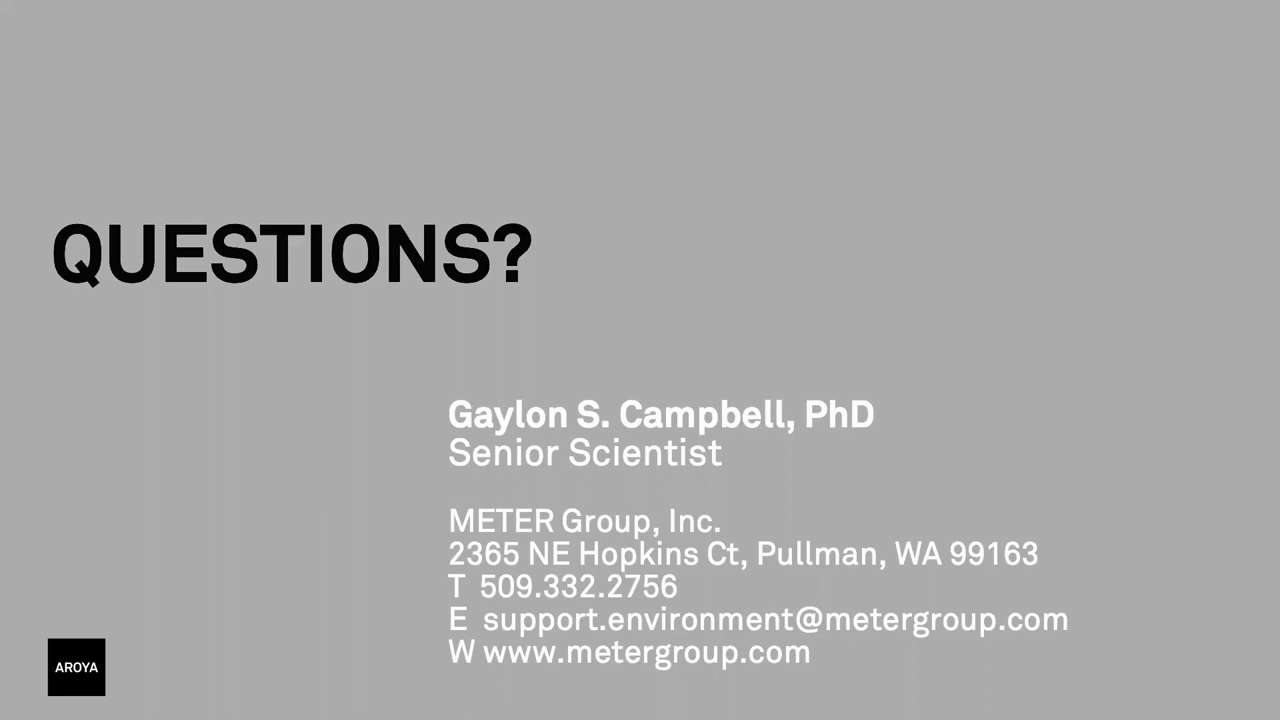 QUESTIONS?
Gaylon S. Campbell, PhD
Senior Scientist
METER Group, Inc.
2365 NE Hopkins Ct, Pullman, WA 99163
T 509.332.2756
E support.environment@metergroup.com
W www.metergroup.com
AROYA